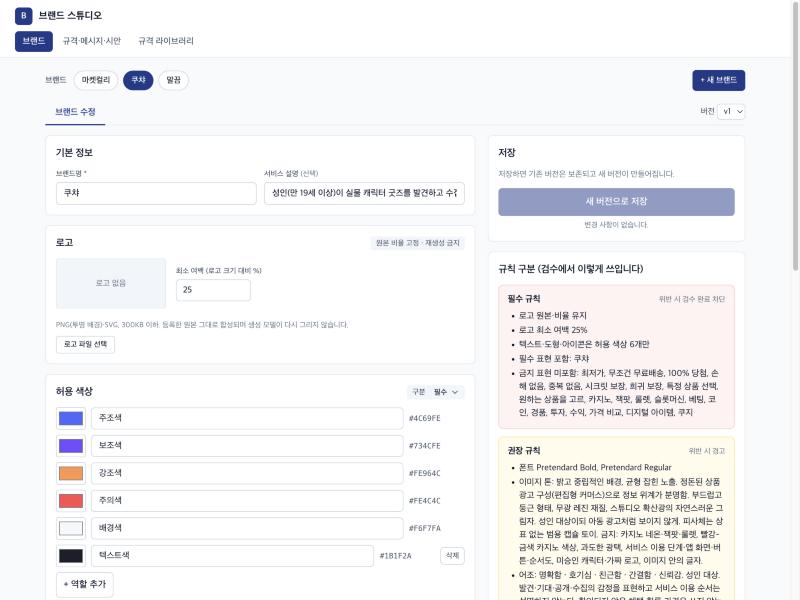 B 브랜드 스튜디오
브랜드 규격·메시지·시안 규격 라이브러리
브랜드 마켓컬리 쿠챠 말꿈 + 새 브랜드
브랜드 수정 버전 v1
기본 정보
브랜드명 * 서비스 설명 (선택)
쿠챠 성인(만 19세 이상)이 실물 캐릭터 굿즈를 발견하고 수집
로고 원본 비율 고정 · 재생성 금지
로고 없음
최소 여백 (로고 크기 대비 %)
25
PNG(투명 배경)·SVG, 300KB 이하. 등록한 원본 그대로 합성되며 생성 모델이 다시 그리지 않습니다.
로고 파일 선택
허용 색상 구분 필수
주조색 #4C69FE
보조색 #734CFE
강조색 #FE964C
주의색 #FE4C4C
배경색 #F6F7FA
텍스트색 #1B1F2A 삭제
+ 역할 추가
저장
저장하면 기존 버전은 보존되고 새 버전이 만들어집니다.
새 버전으로 저장
변경 사항이 없습니다.
규칙 구분 (검수에서 이렇게 쓰입니다)
필수 규칙 위반 시 검수 완료 차단
• 로고 원본·비율 유지
• 로고 최소 여백 25%
• 텍스트·도형·아이콘은 허용 색상 6개만
• 필수 표현 포함: 쿠챠
• 금지 표현 미포함: 최저가, 무조건 무료배송, 100% 당첨, 손
해 없음, 중복 없음, 시크릿 보장, 희귀 보장, 특정 상품 선택,
원하는 상품을 고르, 카지노, 잭팟, 룰렛, 슬롯머신, 베팅, 코
인, 경품, 투자, 수익, 가격 비교, 디지털 아이템, 쿠지
권장 규칙 위반 시 경고
• 폰트 Pretendard Bold, Pretendard Regular
• 이미지 톤: 밝고 중립적인 배경, 균형 잡힌 노출. 정돈된 상품
광고 구성(편집형 커머스)으로 정보 위계가 분명함. 부드럽고
둥근 형태, 무광 레진 재질, 스튜디오 확산광의 자연스러운 그
림자. 성인 대상이되 아동 광고처럼 보이지 않게. 피사체는 상
표 없는 범용 캡슐 토이. 금지: 카지노 네온·잭팟·룰렛, 빨강-
금색 카지노 색상, 과도한 광택, 서비스 이용 단계·앱 화면·버
튼·순서도, 미승인 캐릭터·가짜 로고, 이미지 안의 글자.
• 어조: 명확함 · 호기심 · 친근함 · 간결함 · 신뢰감. 성인 대상.
발견·기대·공개·수집의 감정을 표현하고 서비스 이용 순서를